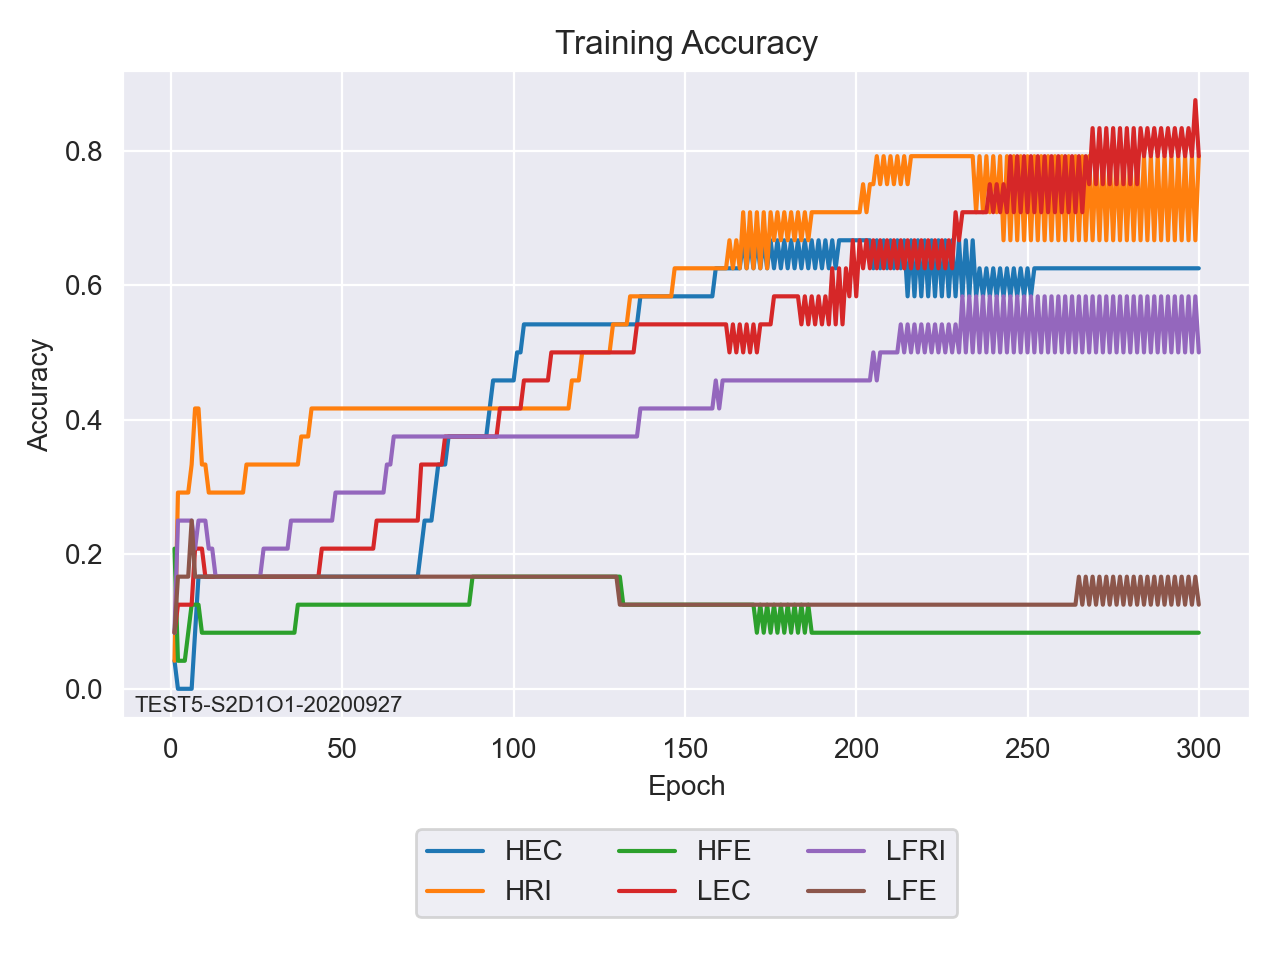 Training Accuracy
Accuracy
0.8
0.6
0.4
0.2
0.0
TEST5-S2D1O1-20200927
0 50 100 150 200 250 300
Epoch
HEC HFE LFRI
HRI LEC LFE